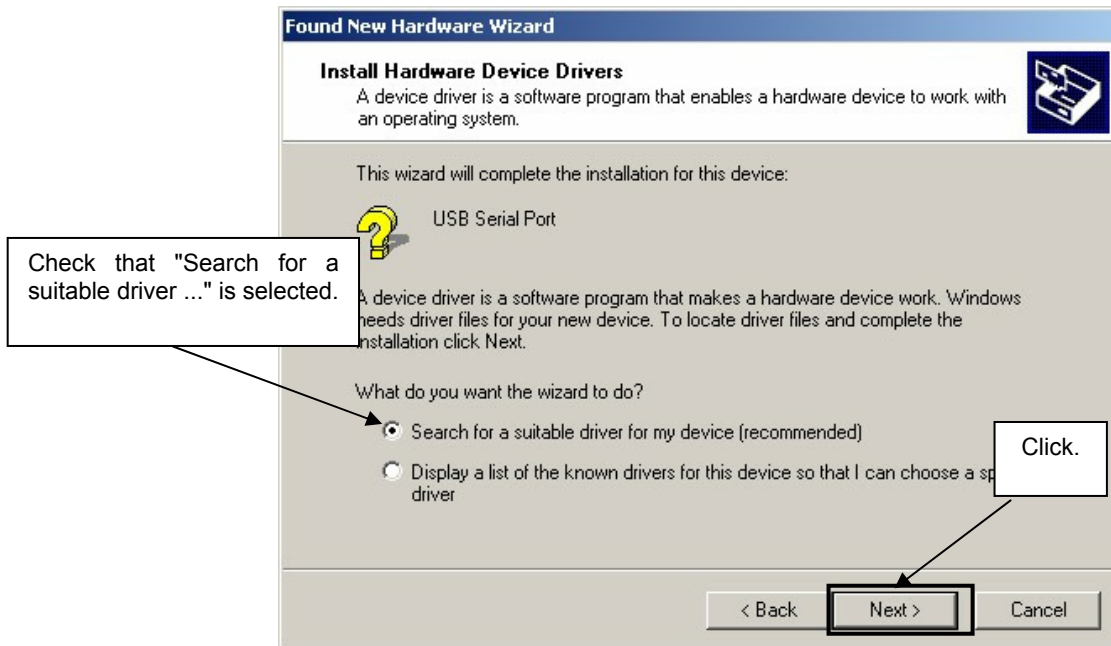 Found New Hardware Wizard
Install Hardware Device Drivers
A device driver is a software program that enables a hardware device to work with
an operating system.
This wizard will complete the installation for this device:
USB Serial Port
Check that "Search for a
suitable driver ..." is selected.
A device driver is a software program that makes a hardware device work. Windows
needs driver files for your new device. To locate driver files and complete the
installation click Next.
What do you want the wizard to do?
Search for a suitable driver for my device (recommended)
Click.
Display a list of the known drivers for this device so that I can choose a
driver
< Back
Next >
Cancel